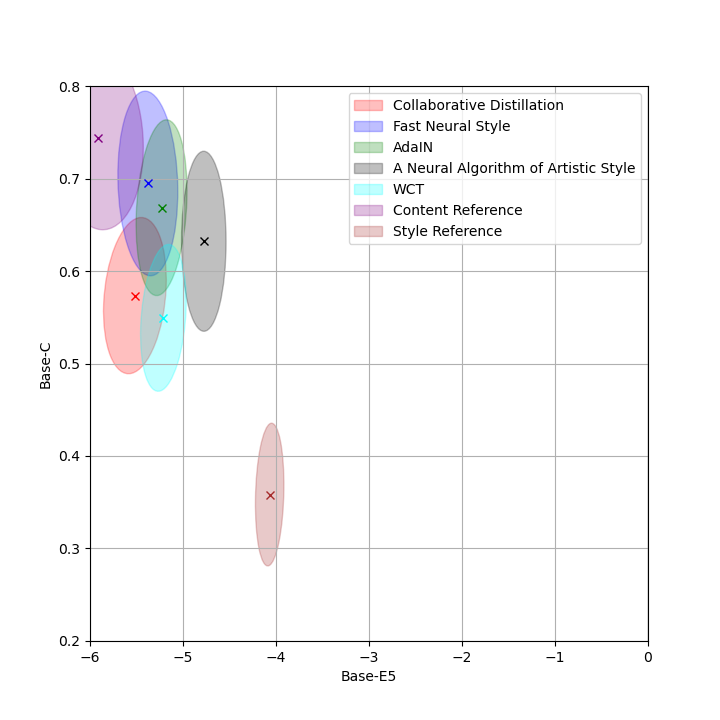 0.8
0.7
0.6
0.5
0.4
0.3
0.2
Base-C
Collaborative Distillation
Fast Neural Style
AdaIN
A Neural Algorithm of Artistic Style
WCT
Content Reference
Style Reference
−6
−5
−4
−3
−2
−1
0
Base-E5